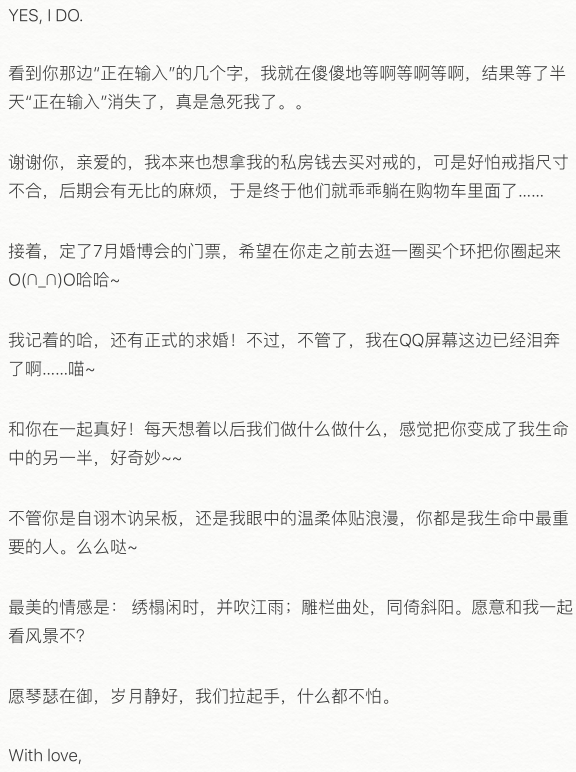 YES, I DO.
看到你那边“正在输入”的几个字，我就在傻傻地等啊等啊等啊，结果等了半
天“正在输入”消失了，真是急死我了。。
谢谢你，亲爱的，我本来也想拿我的私房钱去买对戒的，可是好怕戒指尺寸
不合，后期会有无比的麻烦，于是终于他们就乖乖躺在购物车里面了……
接着，定了7月婚博会的门票，希望在你走之前去逛一圈买个环把你圈起来
O(∩_∩)O哈哈~
我记着的哈，还有正式的求婚！不过，不管了，我在QQ屏幕这边已经泪奔
了啊……喵~
和你在一起真好！每天想着以后我们做什么做什么，感觉把你变成了我生命
中的另一半，好奇妙~~
不管你是自诩木讷呆板，还是我眼中的温柔体贴浪漫，你都是我生命中最重
要的人。么么哒~
最美的情感是： 绣榻闲时，并吹江雨；雕栏曲处，同倚斜阳。愿意和我一起
看风景不？
愿琴瑟在御，岁月静好，我们拉起手，什么都不怕。
With love,